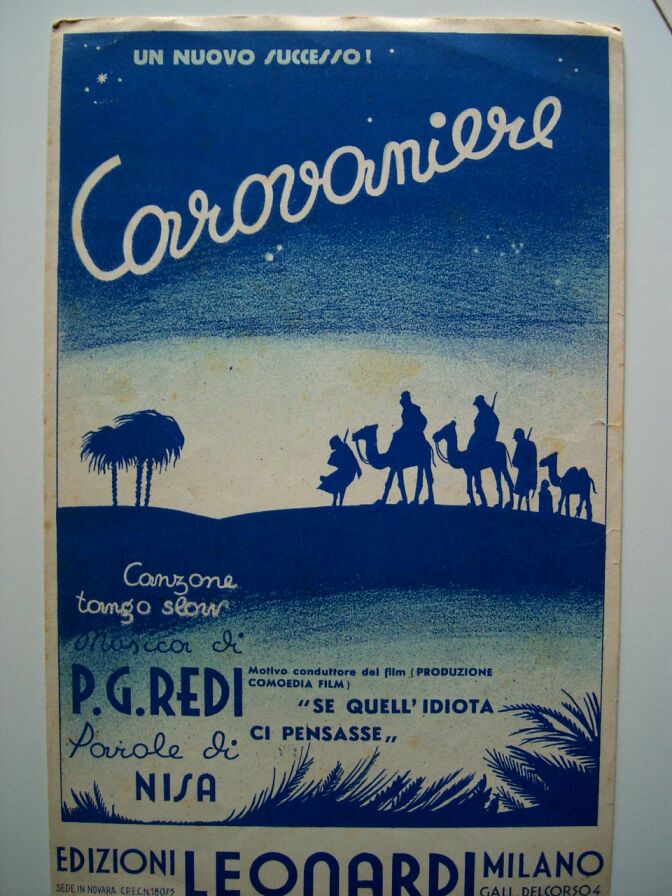 UN NUOVO SUCCESSO!
Carovaniere
Canzone
tango slow
Musica di
P.G.REDI
Motivo conduttore del film (PRODUZIONE
COMOEDIA FILM)
"SE QUELL'IDIOTA
CI PENSASSE„
Parole di
NISA
EDIZIONI LEONARDI MILANO
SEDE IN NOVARA C.P.E.C.N.18075 GALL. DEL CORSO 4